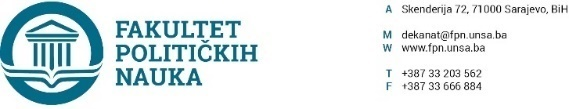 FAKULTET
POLITIČKIH
NAUKA
A Skenderija 72, 71000 Sarajevo, BiH
M dekanat@fpn.unsa.ba
W www.fpn.unsa.ba
T +387 33 203 562
F +387 33 666 884